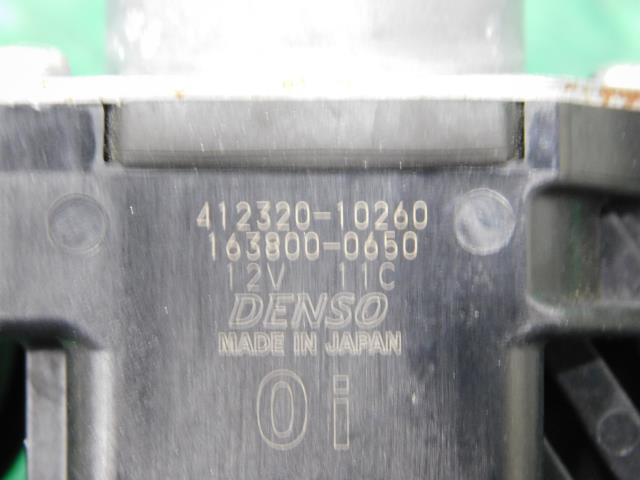 412320-10260
163800-0650
12V 11C
DENSO
MADE IN JAPAN
0i